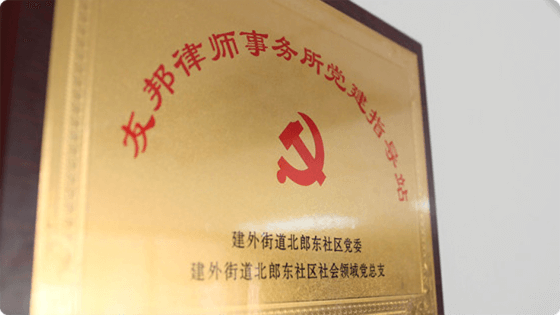 友邦律师事务所党建指导站
建外街道北郎东社区党委
建外街道北郎东社区社会领域党总支